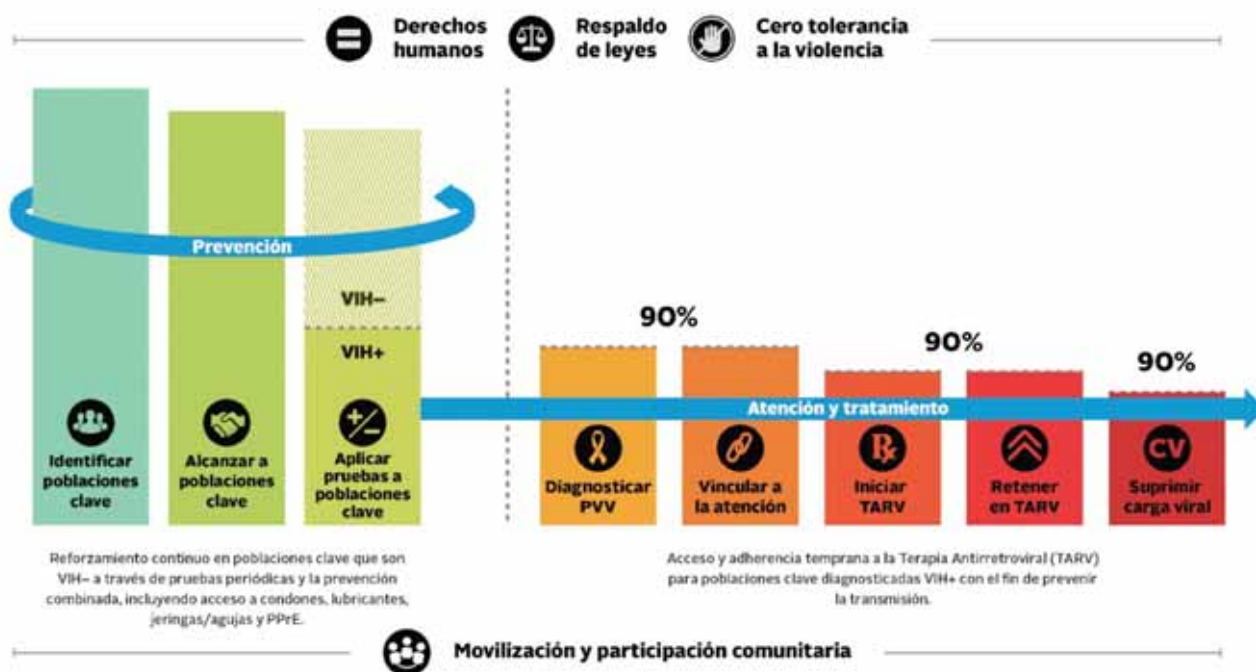 Derechos
humanos
Respaldo
de leyes
Cero tolerancia
a la violencia
Prevención
VIH–
VIH+
+/–
Identificar
poblaciones
clave
Alcanzar a
poblaciones
clave
Aplicar
pruebas a
poblaciones
clave
90%
90%
90%
Atención y tratamiento
Diagnosticar
PVV
Vincular a
la atención
Rx
Iniciar
TARV
Retener
en TARV
CV
Suprimir
carga viral
Reforzamiento continuo en poblaciones clave que son
VIH– a través de pruebas periódicas y la prevención
combinada, incluyendo acceso a condones, lubricantes,
jeringas/agujas y PPrE.
Acceso y adherencia temprana a la Terapia Antirretroviral (TARV)
para poblaciones clave diagnosticadas VIH+ con el fin de prevenir
la transmisión.
Movilización y participación comunitaria